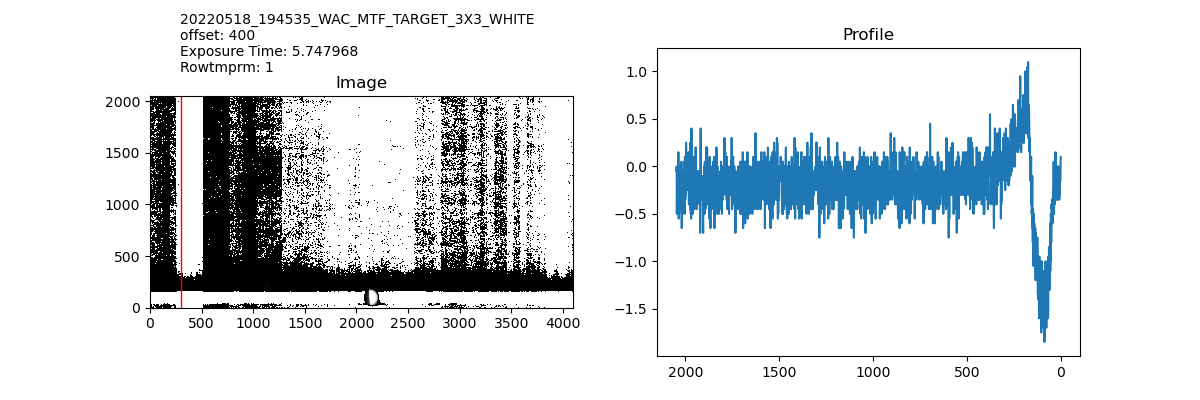 20220518_194535_WAC_MTF_TARGET_3X3_WHITE
offset: 400
Exposure Time: 5.747968
Rowtmprm: 1
Image
2000
1500
1000
500
0
0 500 1000 1500 2000 2500 3000 3500 4000
Profile
1.0
0.5
0.0
−0.5
−1.0
−1.5
2000 1500 1000 500 0